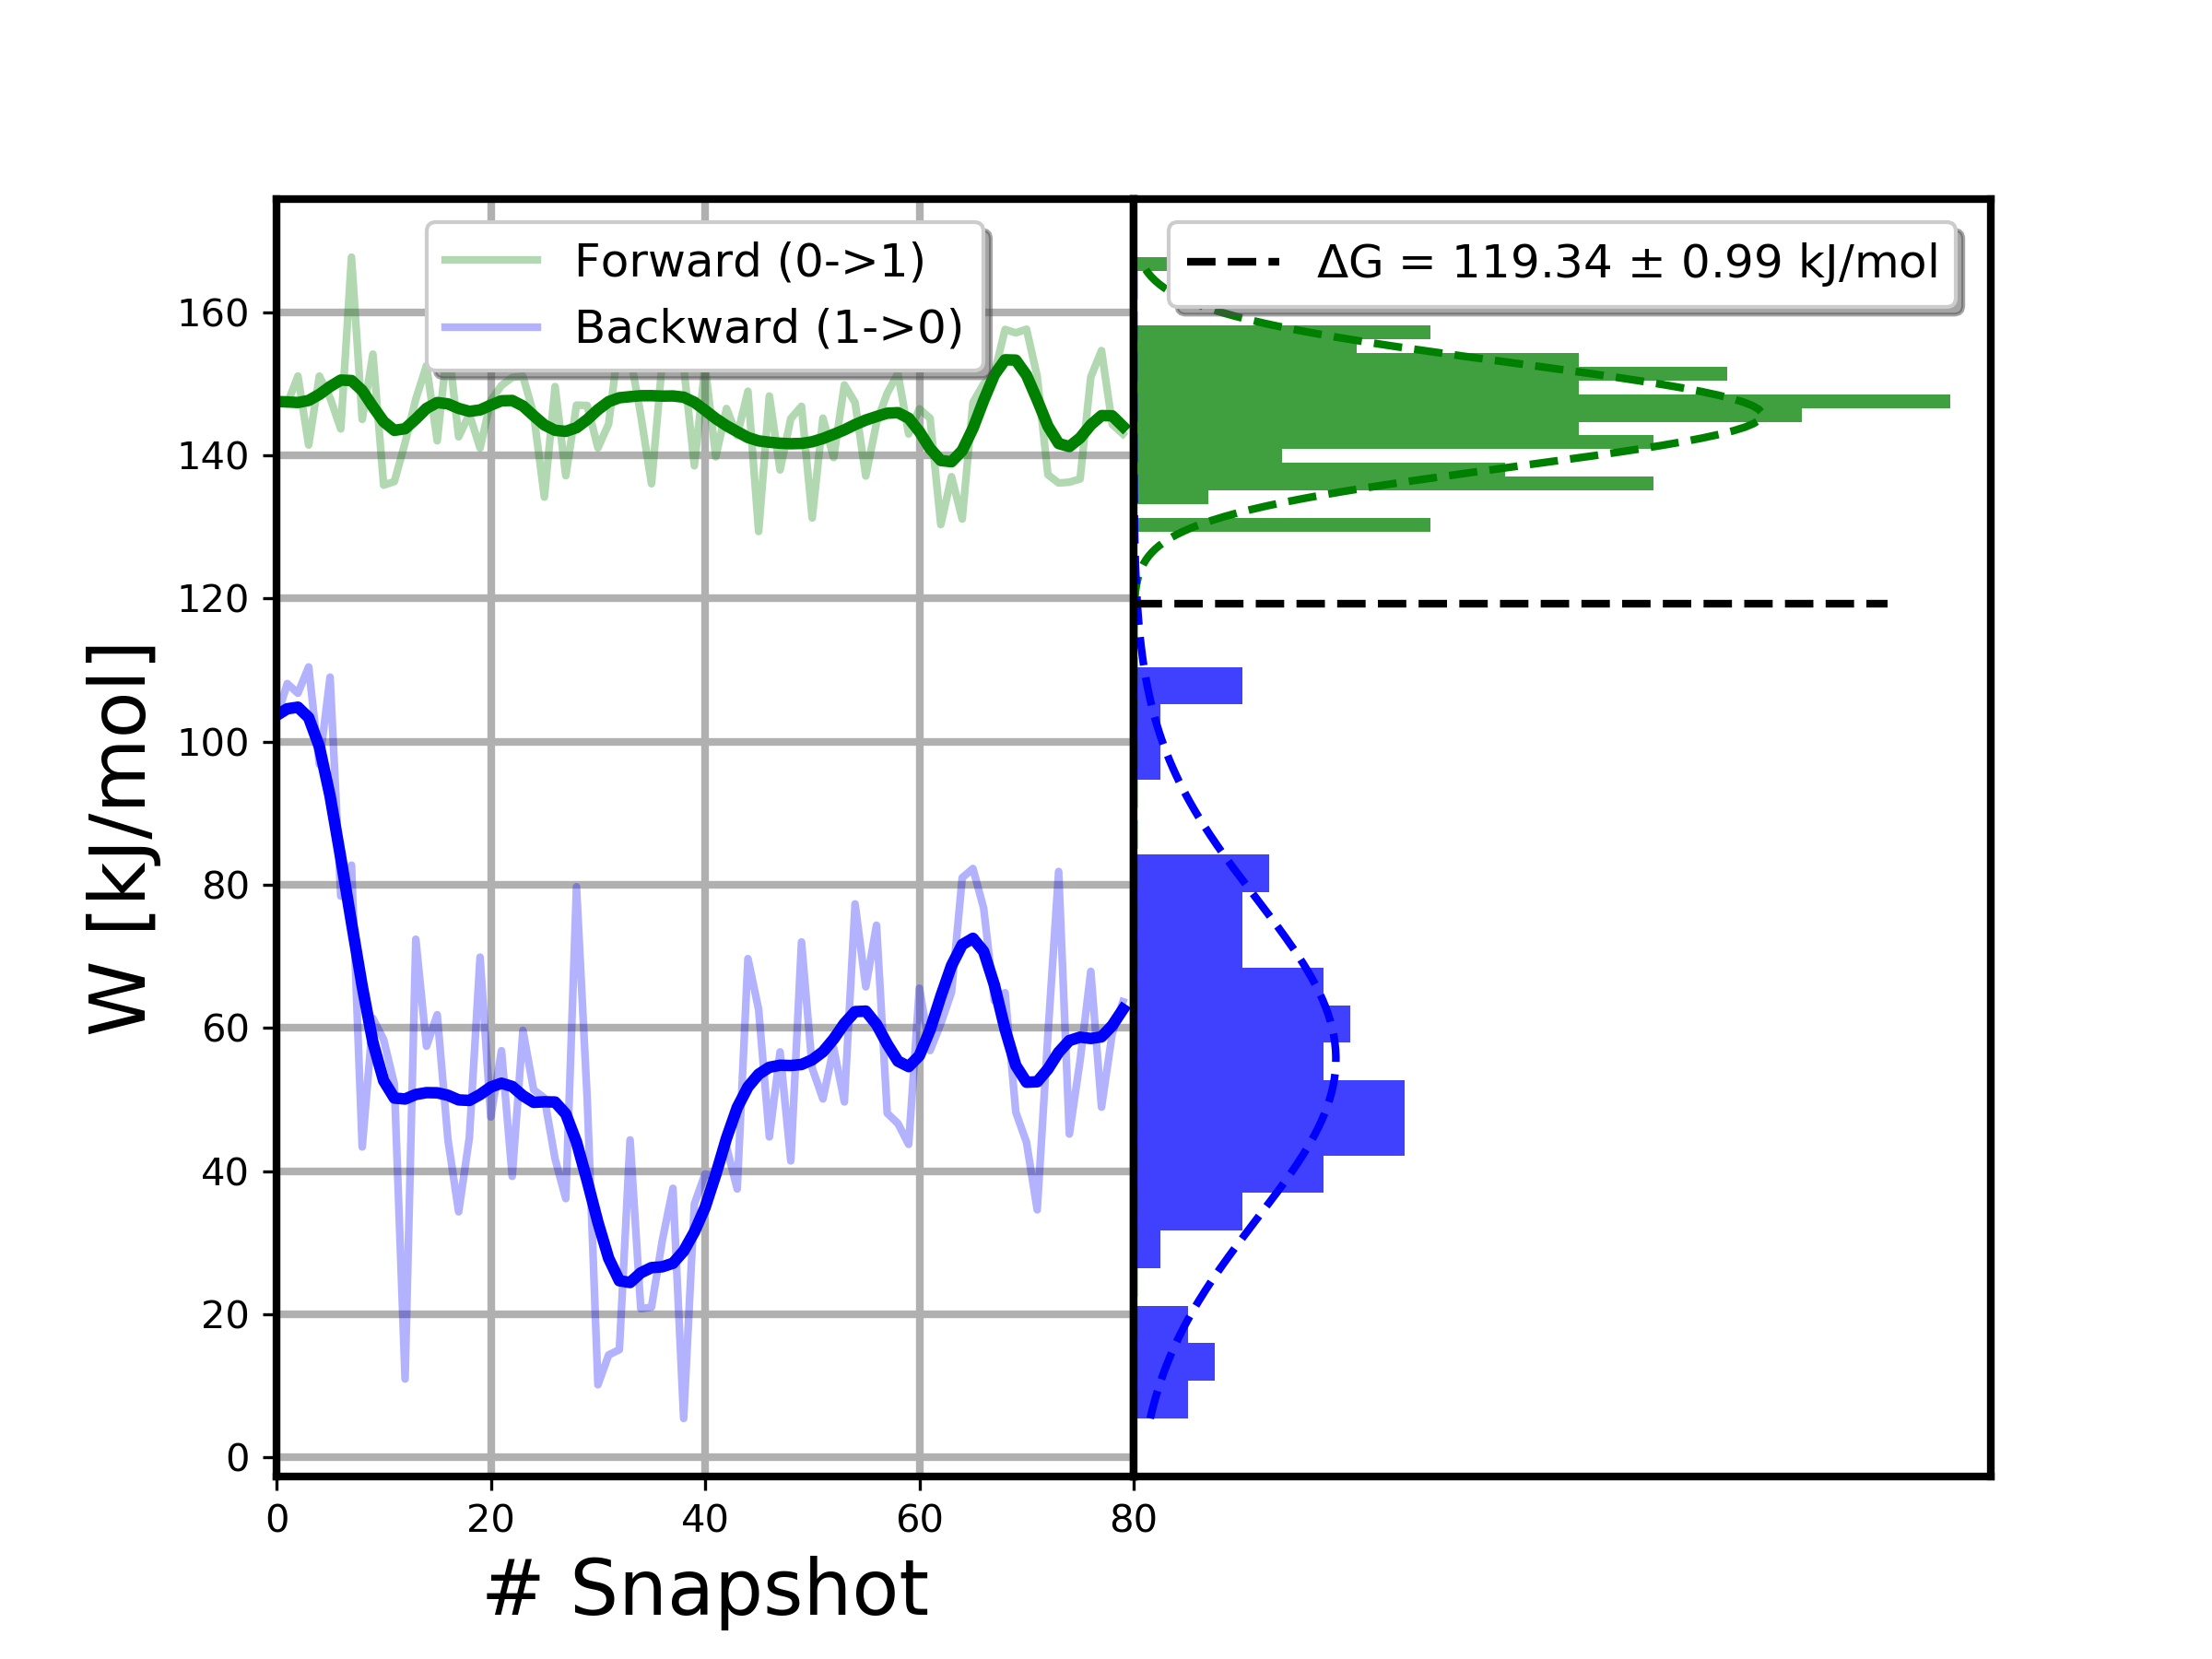 Forward (0->1)
Backward (1->0)
ΔG = 119.34 ± 0.99 kJ/mol
W [kJ/mol]
160
140
120
100
80
60
40
20
0
0 20 40 60 80
# Snapshot